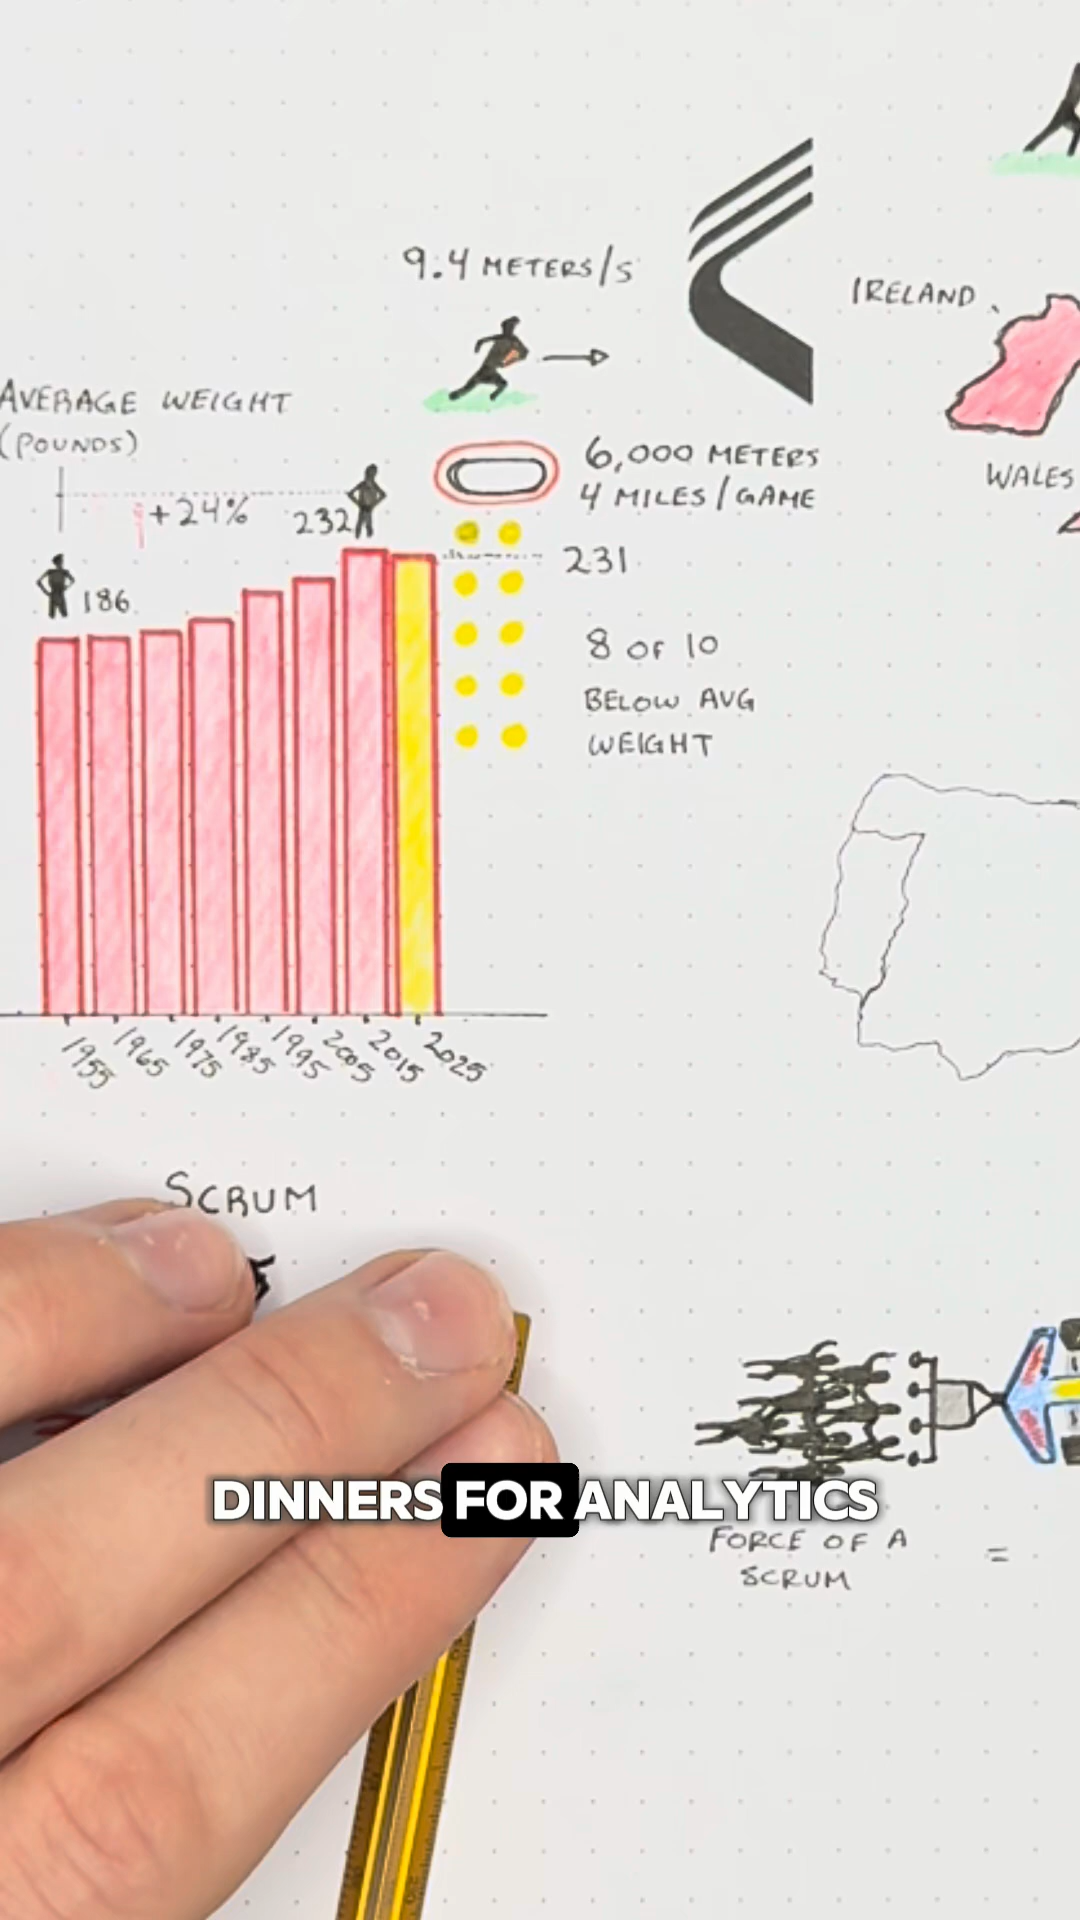 9.4 METERS/S
IRELAND
AVERAGE WEIGHT
(POUNDS)
6,000 METERS
4 MILES/GAME
WALES
+24%
232
231
186
8 OF 10
BELOW AVG
WEIGHT
1955
1965
1975
1985
1995
2005
2015
2025
SCRUM
DINNERS FOR ANALYTICS
FORCE OF A
SCRUM
=